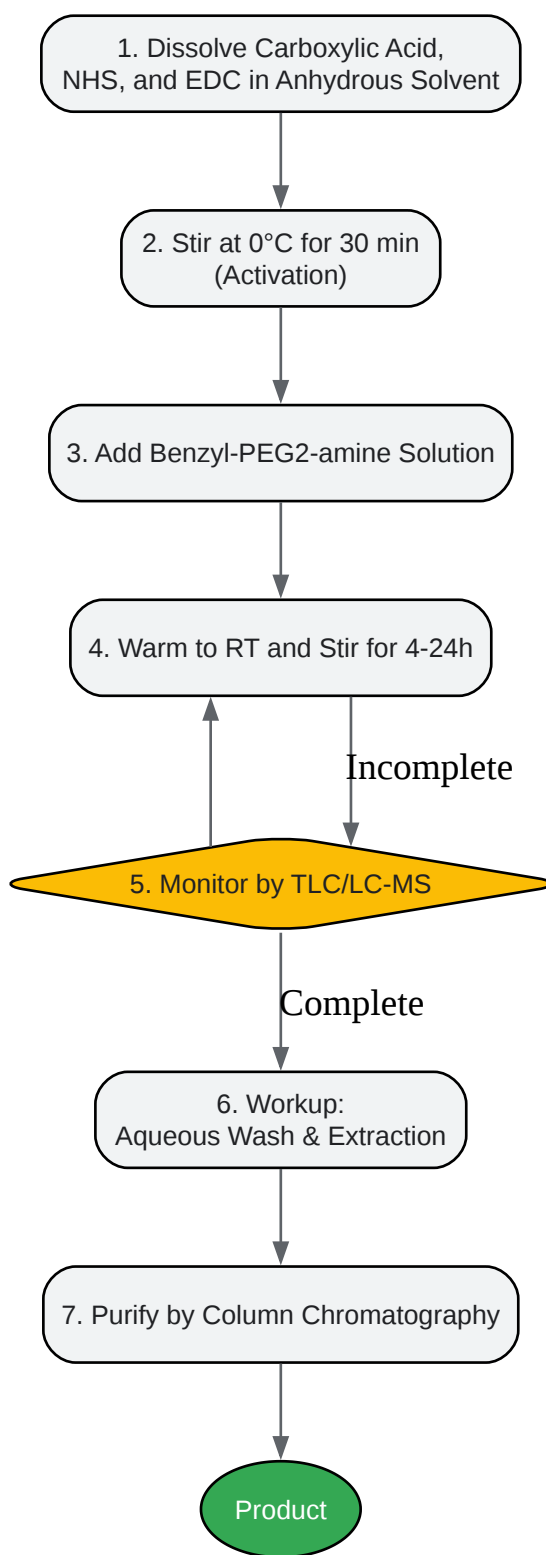 1. Dissolve Carboxylic Acid,
NHS, and EDC in Anhydrous Solvent
2. Stir at 0°C for 30 min
(Activation)
3. Add Benzyl-PEG2-amine Solution
4. Warm to RT and Stir for 4-24h
Incomplete
5. Monitor by TLC/LC-MS
Complete
6. Workup:
Aqueous Wash & Extraction
7. Purify by Column Chromatography
Product